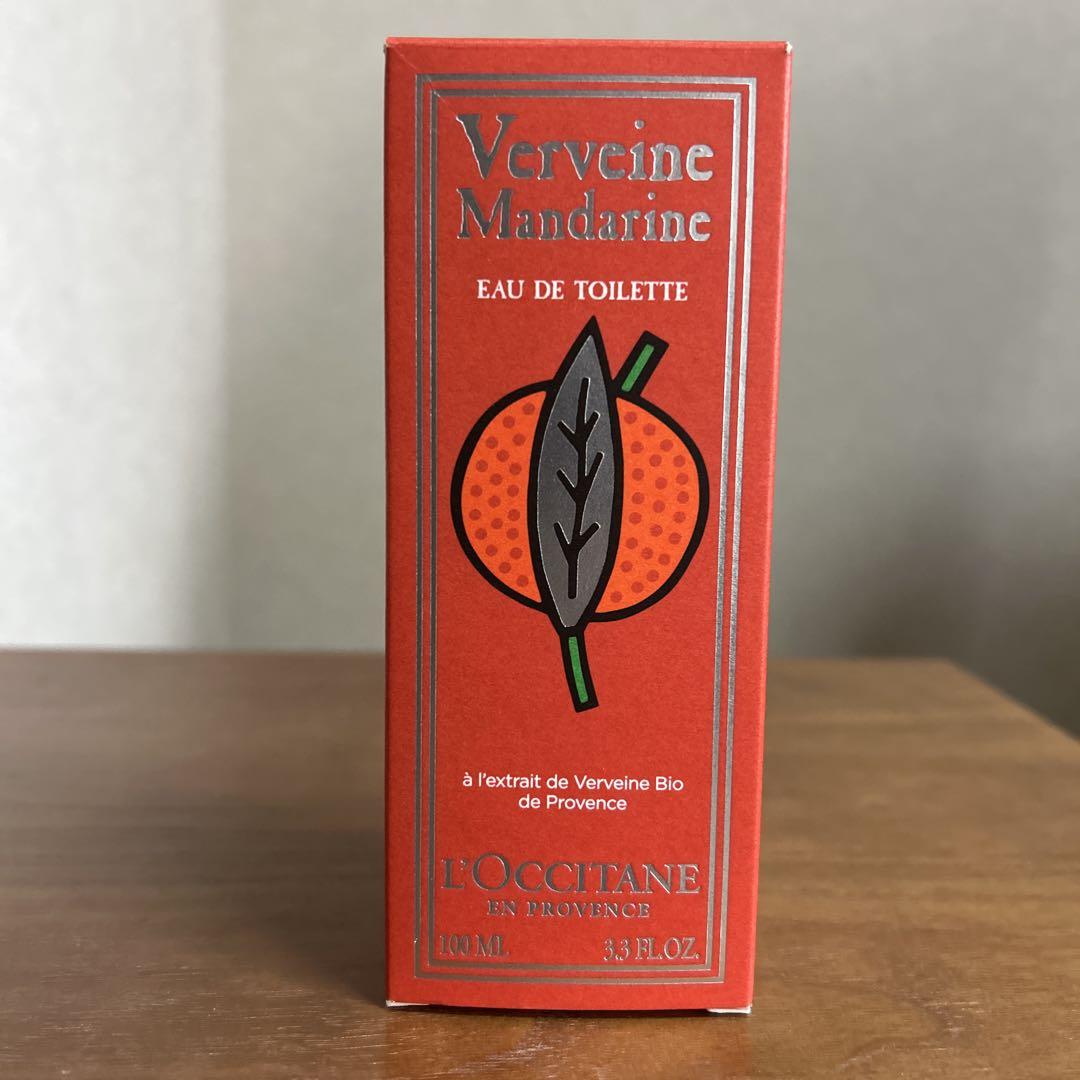 Verveine
Mandarine
EAU DE TOILETTE
à l'extrait de Verveine Bio
de Provence
L'OCCITANE
EN PROVENCE
100 ML 3.3 FL.OZ.